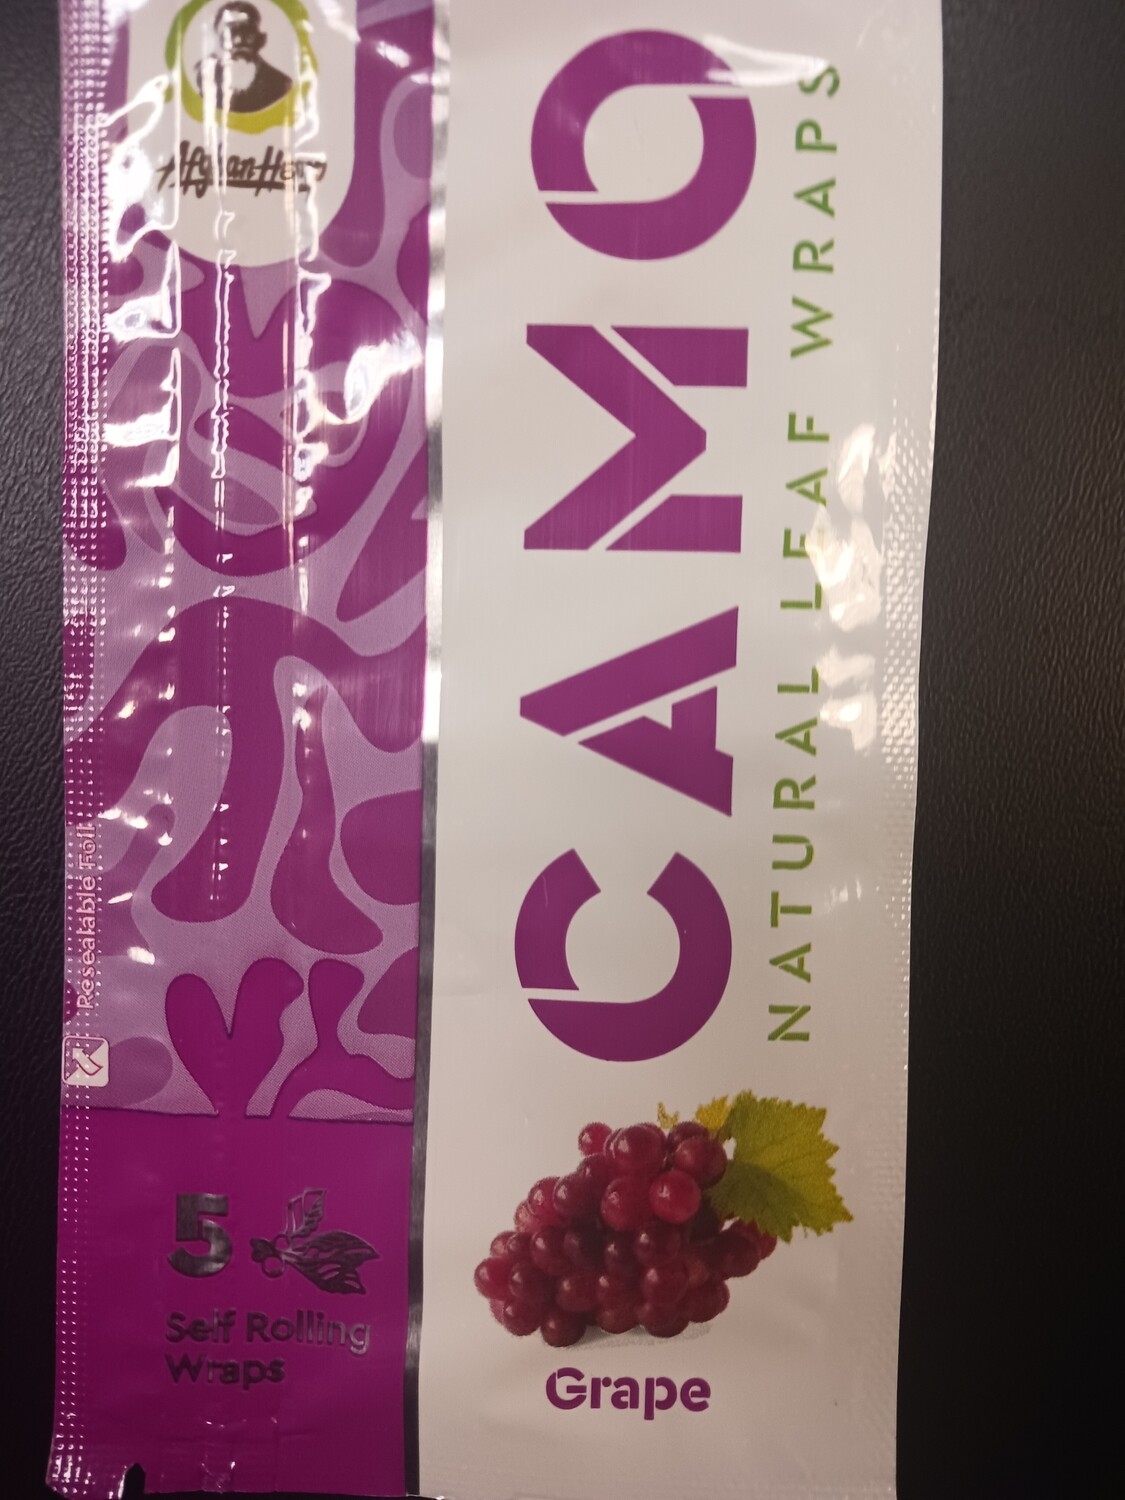 Afghan Hemp
CAMO
NATURAL LEAF WRAPS
Resealable Foil
5
Self Rolling
Wraps
Grape